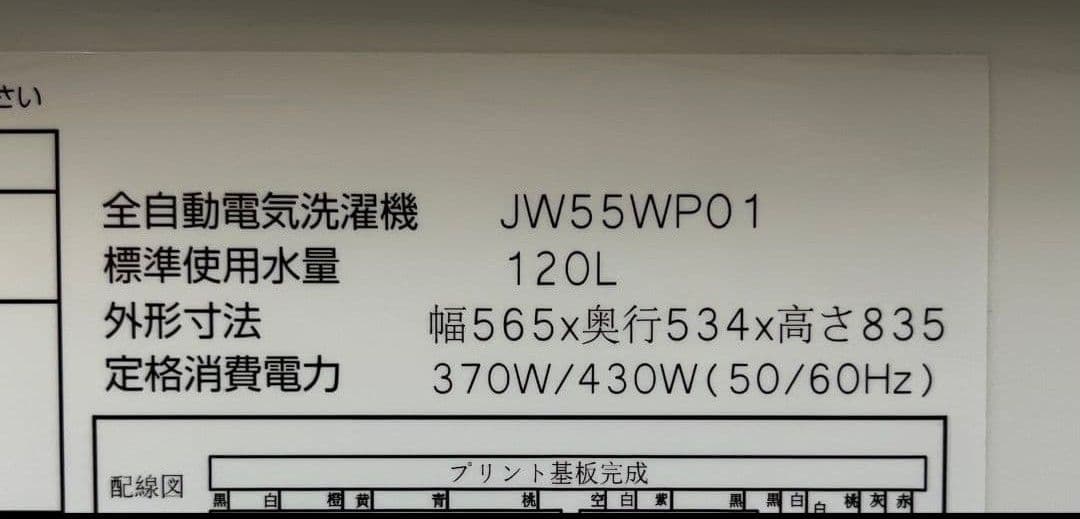 さい
全自動電気洗濯機 JW55WP01
標準使用水量 120L
外形寸法 幅565x奥行534x高さ835
定格消費電力 370W/430W(50/60Hz)
配線図
プリント基板完成
黒 白 橙 黄 青 桃 空 白 紫 黒 黒 白 白 桃 灰 赤